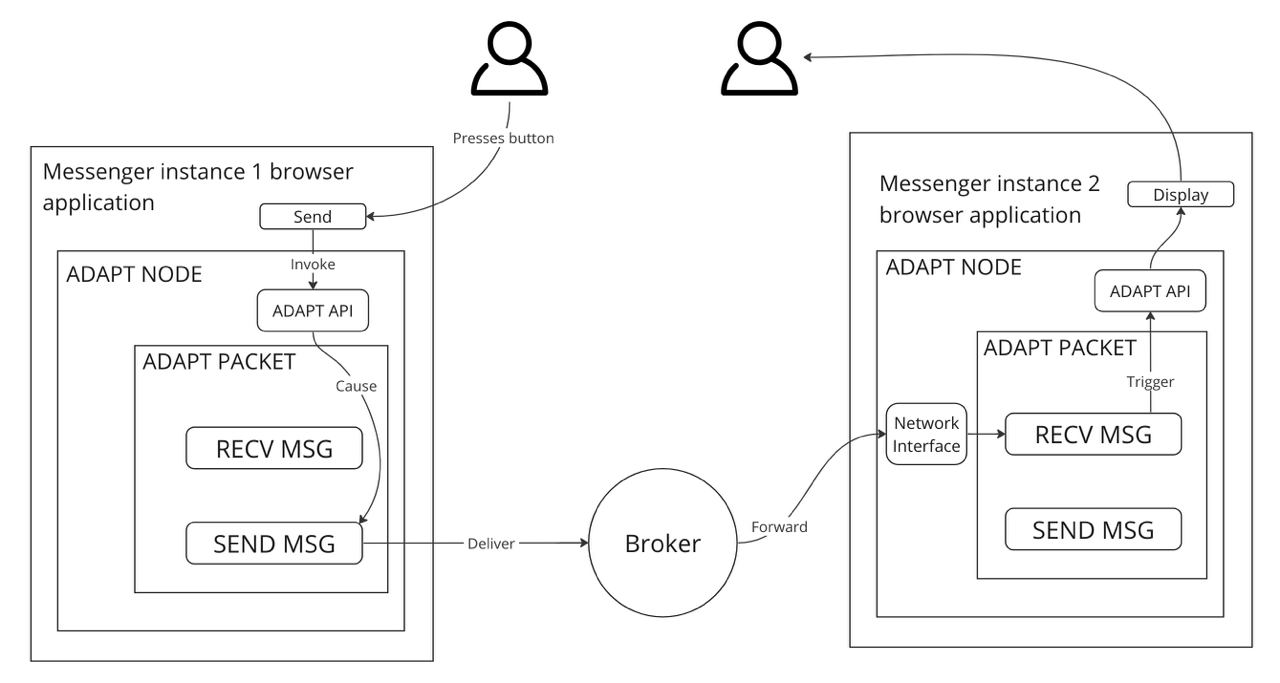 Presses button
Messenger instance 1 browser
application
Send
Invoke
ADAPT NODE
ADAPT API
ADAPT PACKET
Cause
RECV MSG
SEND MSG
Deliver
Broker
Forward
Messenger instance 2
browser application
Display
ADAPT NODE
ADAPT API
ADAPT PACKET
Trigger
Network
Interface
RECV MSG
SEND MSG